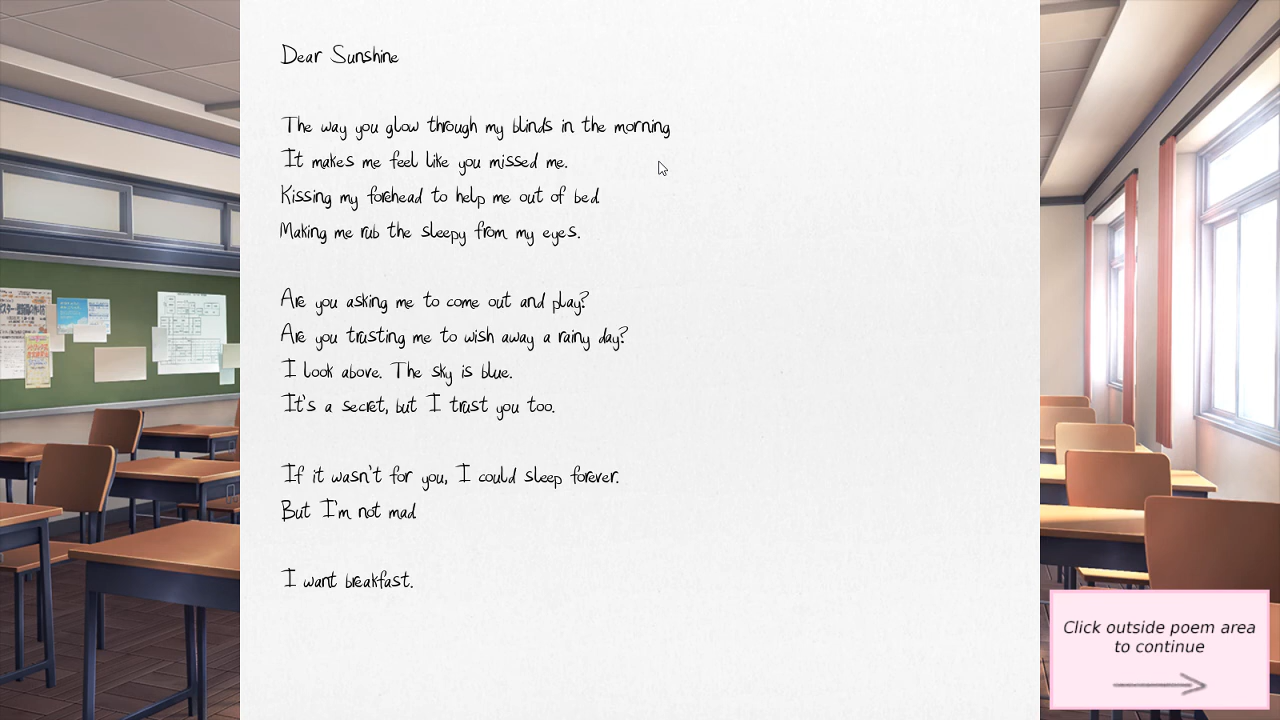 Dear Sunshine
The way you glow through my blinds in the morning
It makes me feel like you missed me.
Kissing my forehead to help me out of bed
Making me rub the sleepy from my eyes.
Are you asking me to come out and play?
Are you trusting me to wish away a rainy day?
I look above. The sky is blue.
It's a secret, but I trust you too.
If it wasn't for you, I could sleep forever.
But I'm not mad
I want breakfast.
Click outside poem area
to continue